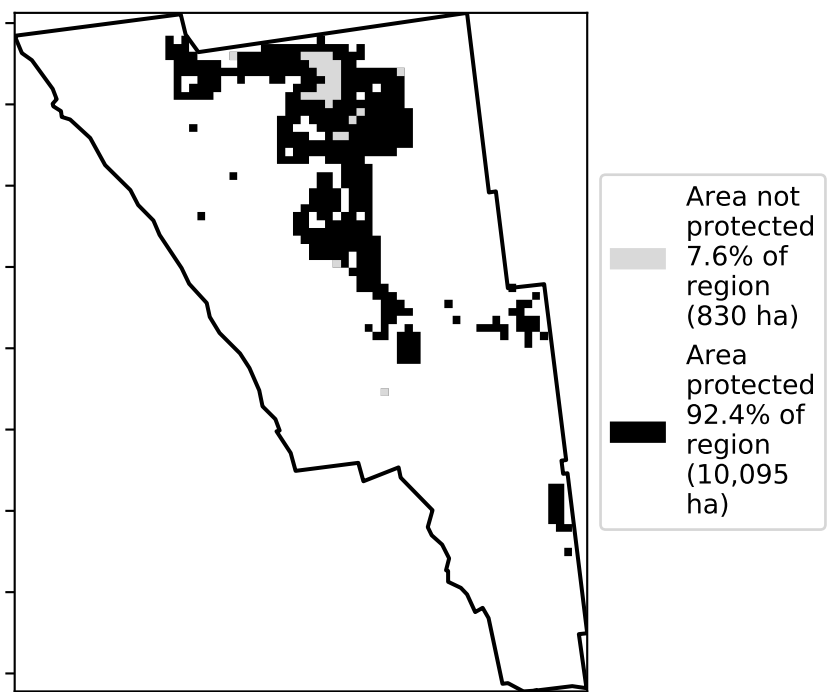 Area not
protected
7.6% of
region
(830 ha)
Area
protected
92.4% of
region
(10,095
ha)